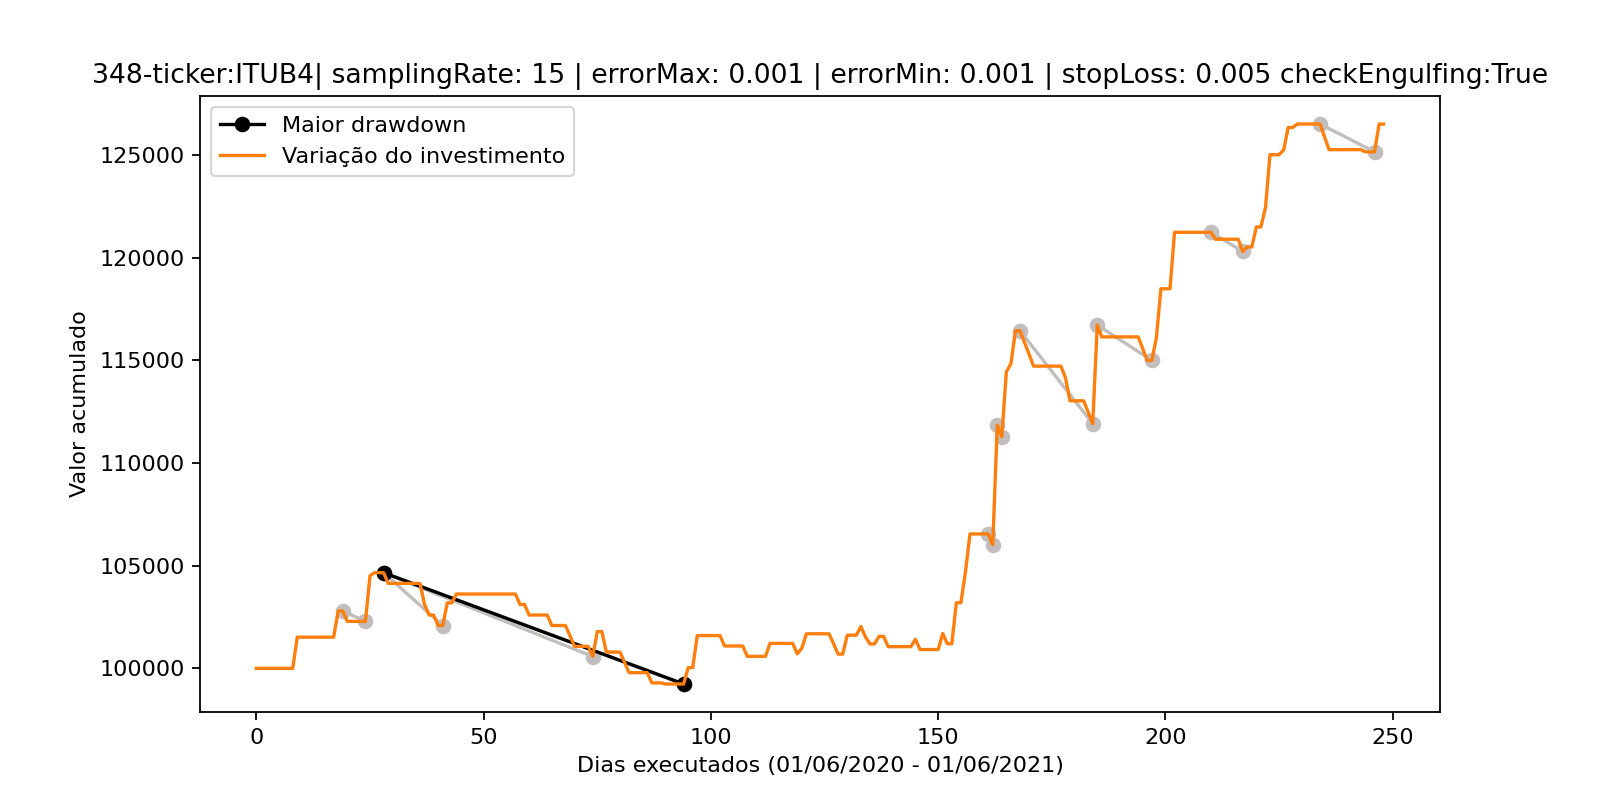 348-ticker:ITUB4| samplingRate: 15 | errorMax: 0.001 | errorMin: 0.001 | stopLoss: 0.005 checkEngulfing:True
Maior drawdown
Variação do investimento
Valor acumulado
125000
120000
115000
110000
105000
100000
0 50 100 150 200 250
Dias executados (01/06/2020 - 01/06/2021)